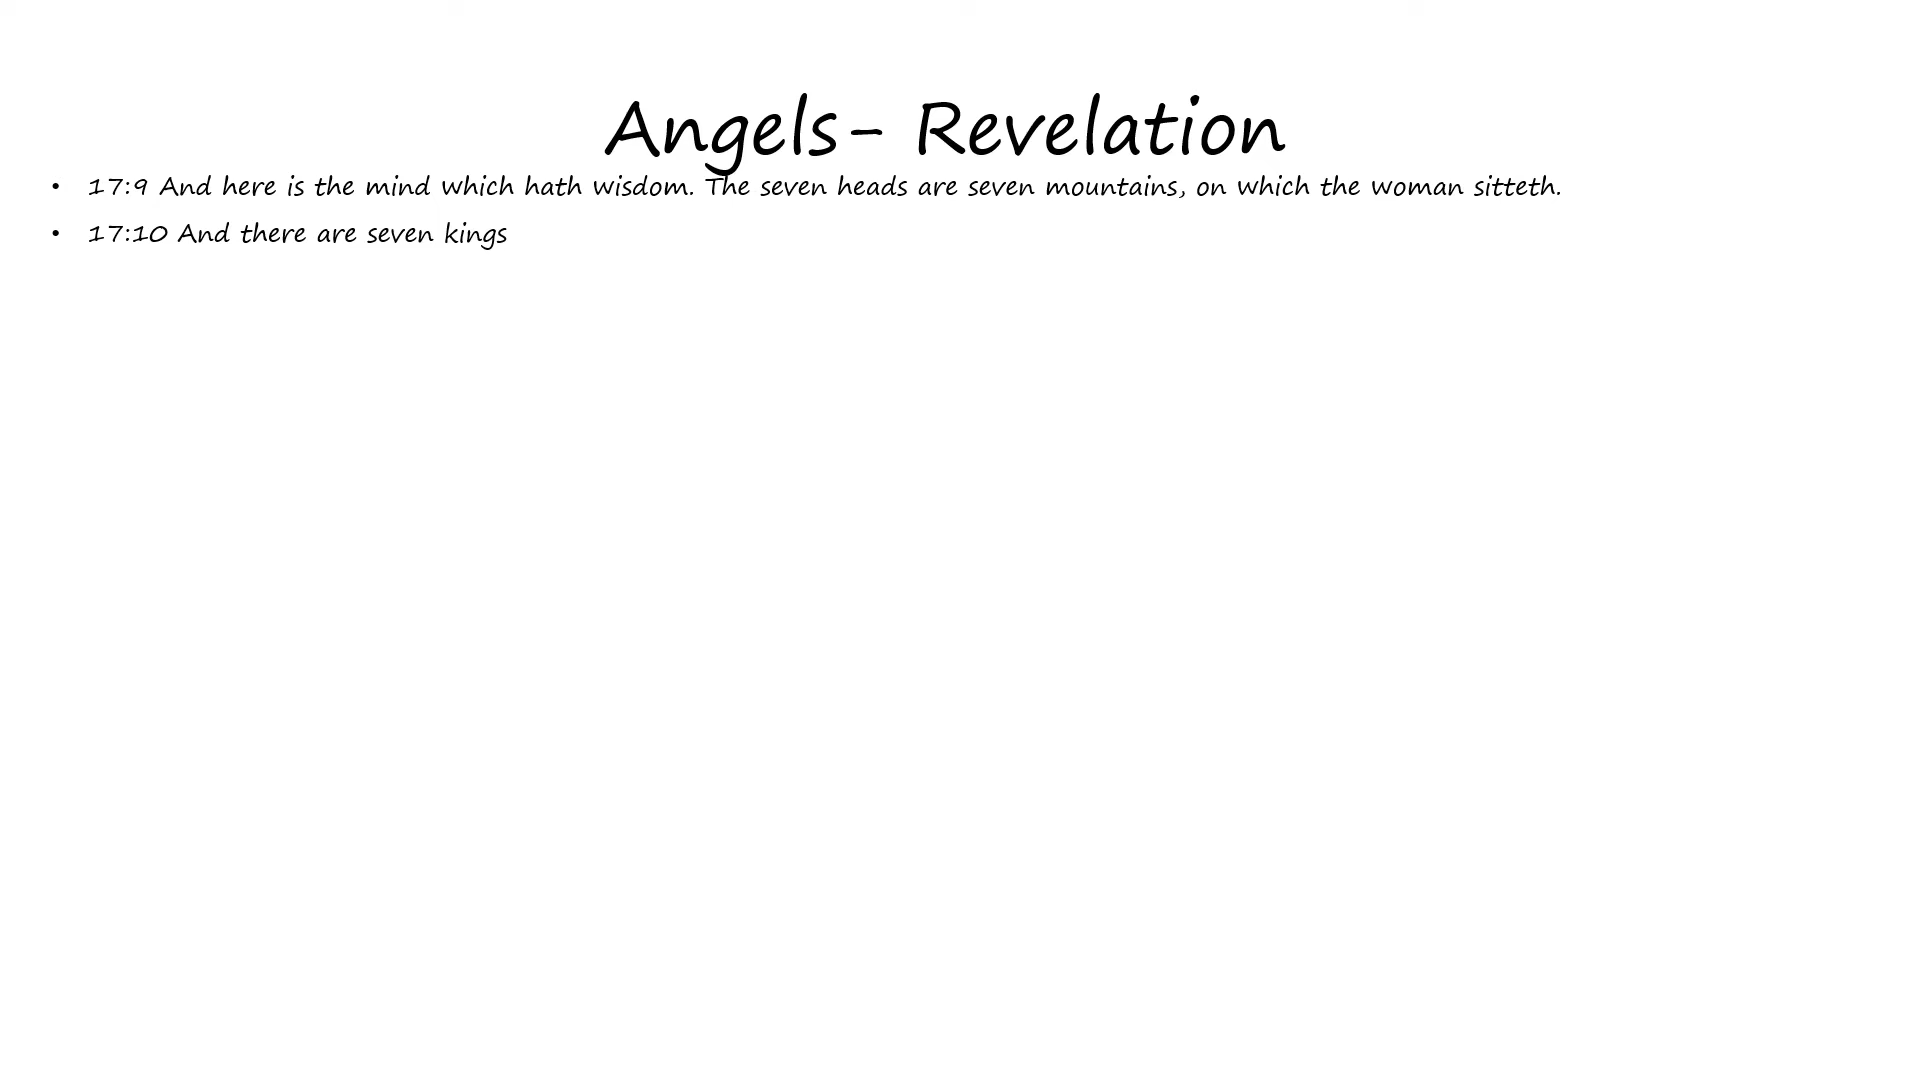 Angels- Revelation
• 17:9 And here is the mind which hath wisdom. The seven heads are seven mountains, on which the woman sitteth.
• 17:10 And there are seven kings